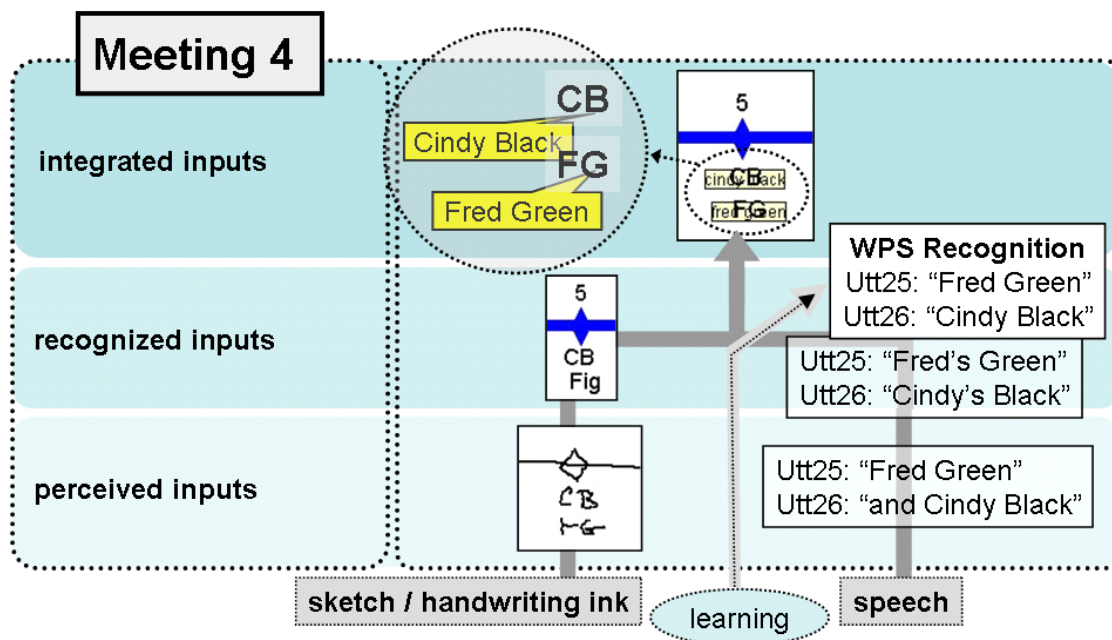 Meeting 4
integrated inputs
CB
Cindy Black
FG
Fred Green
5
cindy black
CB
fred green
FG
WPS Recognition
Utt25: “Fred Green”
Utt26: “Cindy Black”
recognized inputs
5
CB
Fig
Utt25: “Fred's Green”
Utt26: “Cindy's Black”
perceived inputs
CB
FG
Utt25: “Fred Green”
Utt26: “and Cindy Black”
sketch / handwriting ink
learning
speech